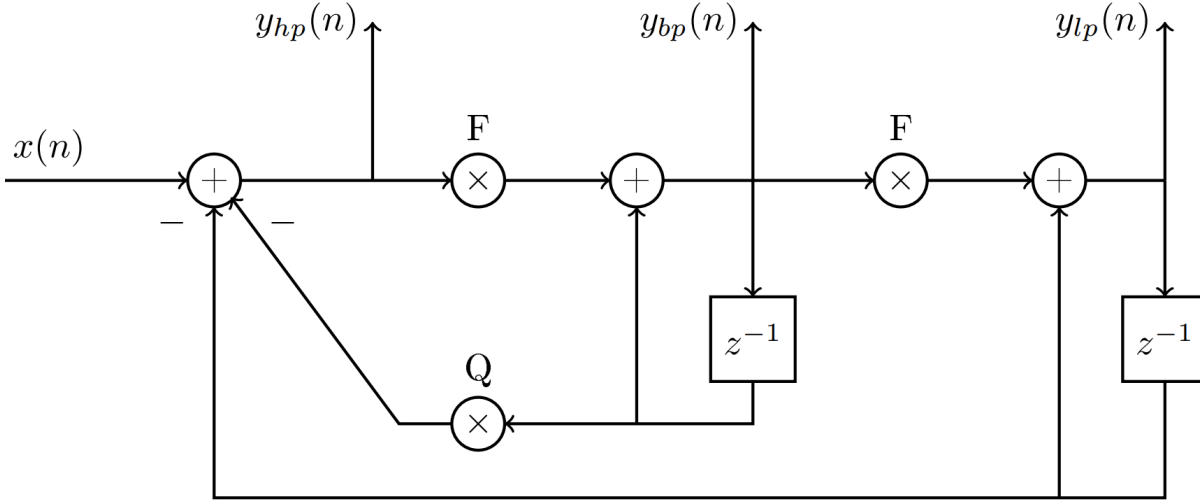 y_{hp}(n) y_{bp}(n) y_{lp}(n)
F F
x(n)
+ × + × +
− −
z^{−1} z^{−1}
Q
×